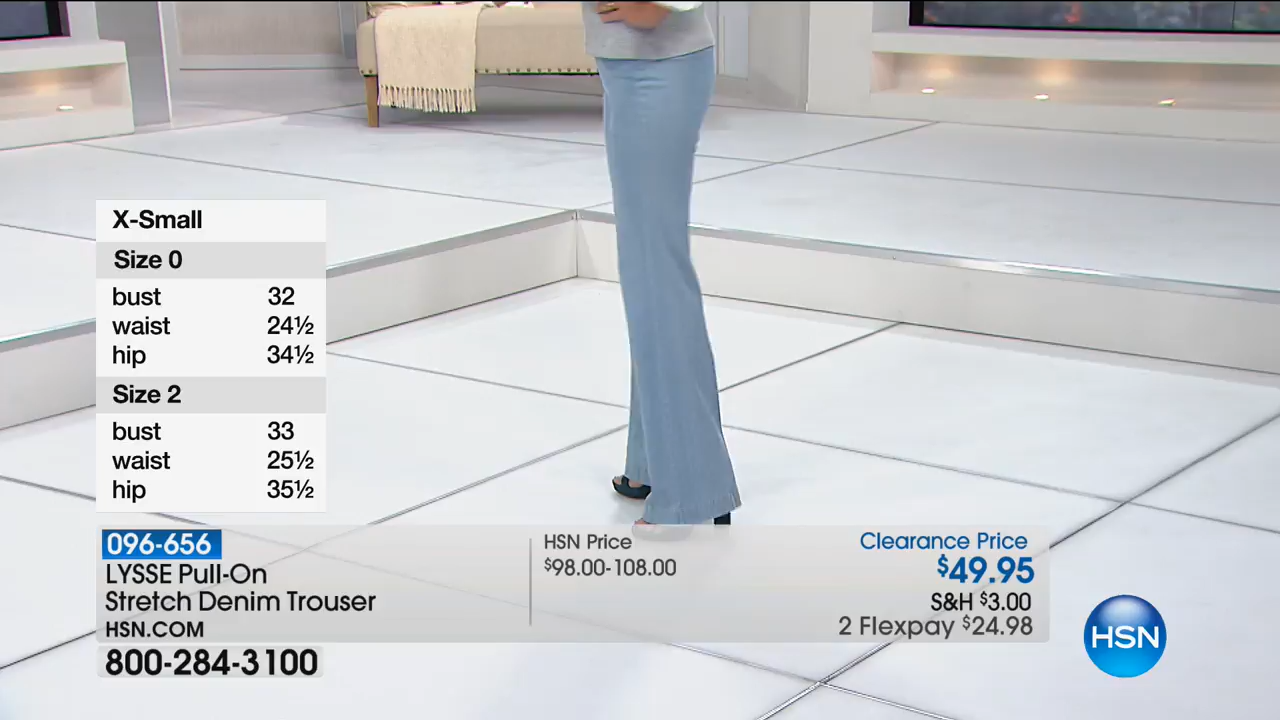 X-Small
Size 0
bust 32
waist 24½
hip 34½
Size 2
bust 33
waist 25½
hip 35½
096-656
LYSSE Pull-On
Stretch Denim Trouser
HSN.COM
800-284-3100
HSN Price
$98.00-108.00
Clearance Price
$49.95
S&H $3.00
2 Flexpay $24.98
HSN